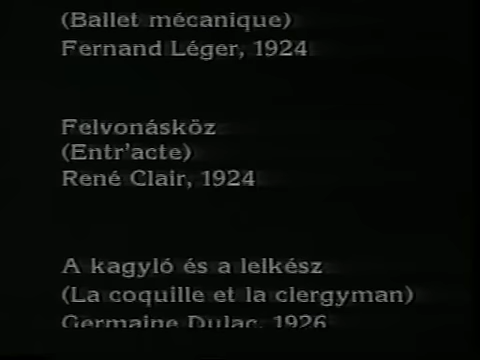 (Ballet mécanique)
Fernand Léger, 1924
Felvonásköz
(Entr'acte)
René Clair, 1924
A kagyló és a lelkész
(La coquille et la clergyman)
Germaine Dulac, 1926